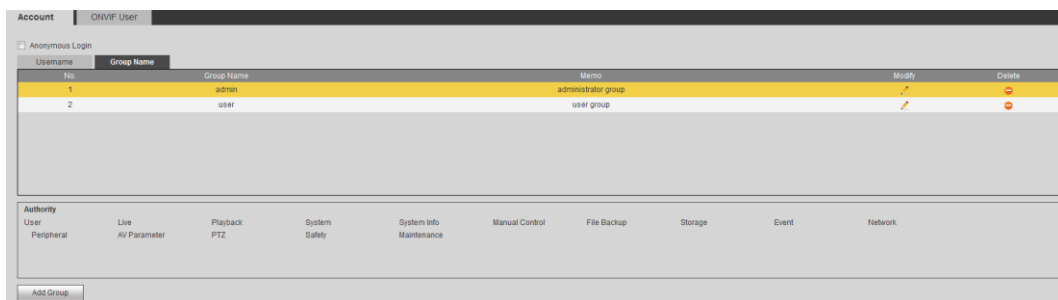 Account ONVIF User
Anonymous Login
Username Group Name
No. Group Name Memo Modify Delete
1 admin administrator group
2 user user group
Authority
User Live Playback System System Info Manual Control File Backup Storage Event Network
Peripheral AV Parameter PTZ Safety Maintenance
Add Group